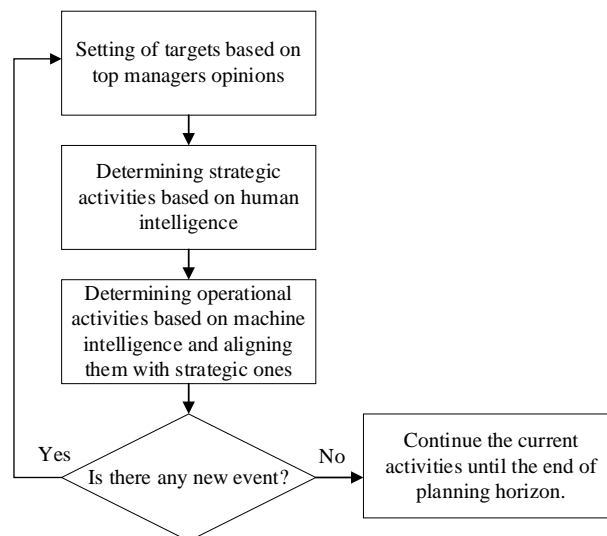 Setting of targets based on
top managers opinions
Determining strategic
activities based on human
intelligence
Determining operational
activities based on machine
intelligence and aligning
them with strategic ones
Yes
Is there any new event?
No
Continue the current
activities until the end of
planning horizon.